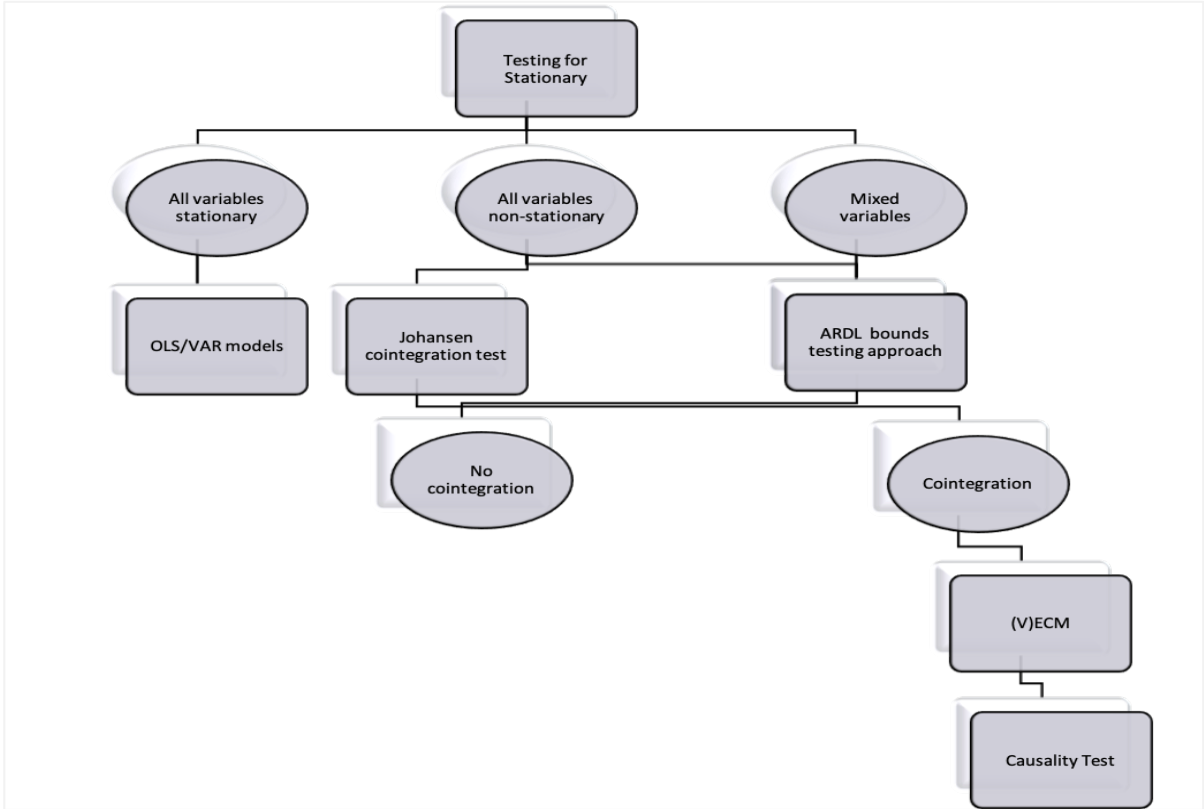 Testing for
Stationary
All variables
stationary
All variables
non-stationary
Mixed
variables
OLS/VAR models
Johansen
cointegration test
ARDL bounds
testing approach
No
cointegration
Cointegration
(V)ECM
Causality Test